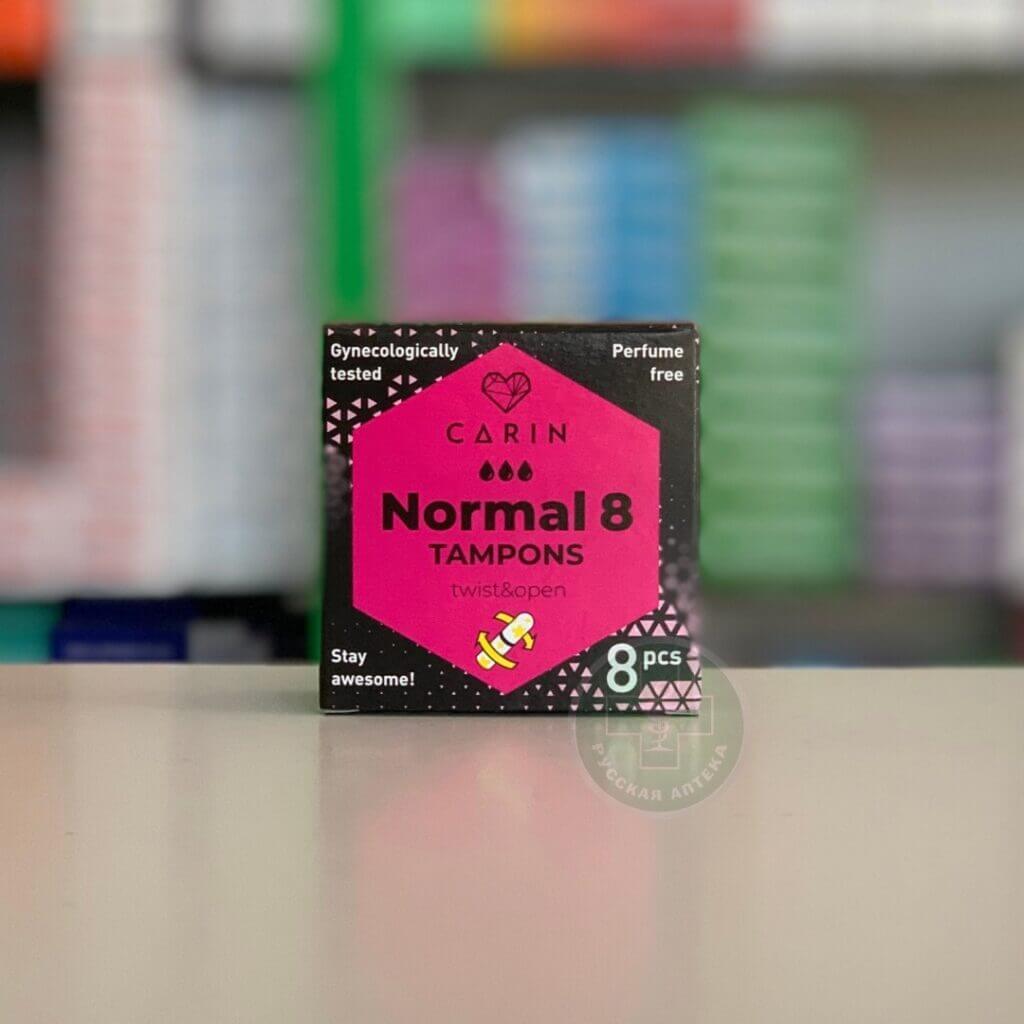 Gynecologically
tested
Perfume
free
CARIN
Normal 8
TAMPONS
twist&open
Stay
awesome!
8 pcs
РУССКАЯ АПТЕКА